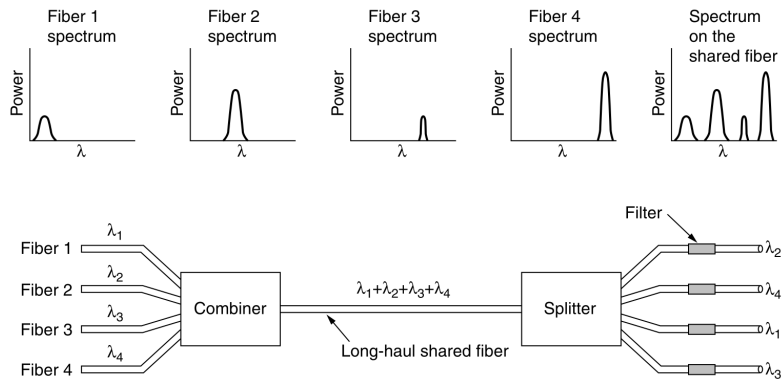 Fiber 1
spectrum
Fiber 2
spectrum
Fiber 3
spectrum
Fiber 4
spectrum
Spectrum
on the
shared fiber
Power
λ
Power
λ
Power
λ
Power
λ
Power
λ
Filter
Fiber 1
λ1
Fiber 2
λ2
Fiber 3
λ3
Fiber 4
λ4
Combiner
λ1+λ2+λ3+λ4
Long-haul shared fiber
Splitter
λ2
λ4
λ1
λ3